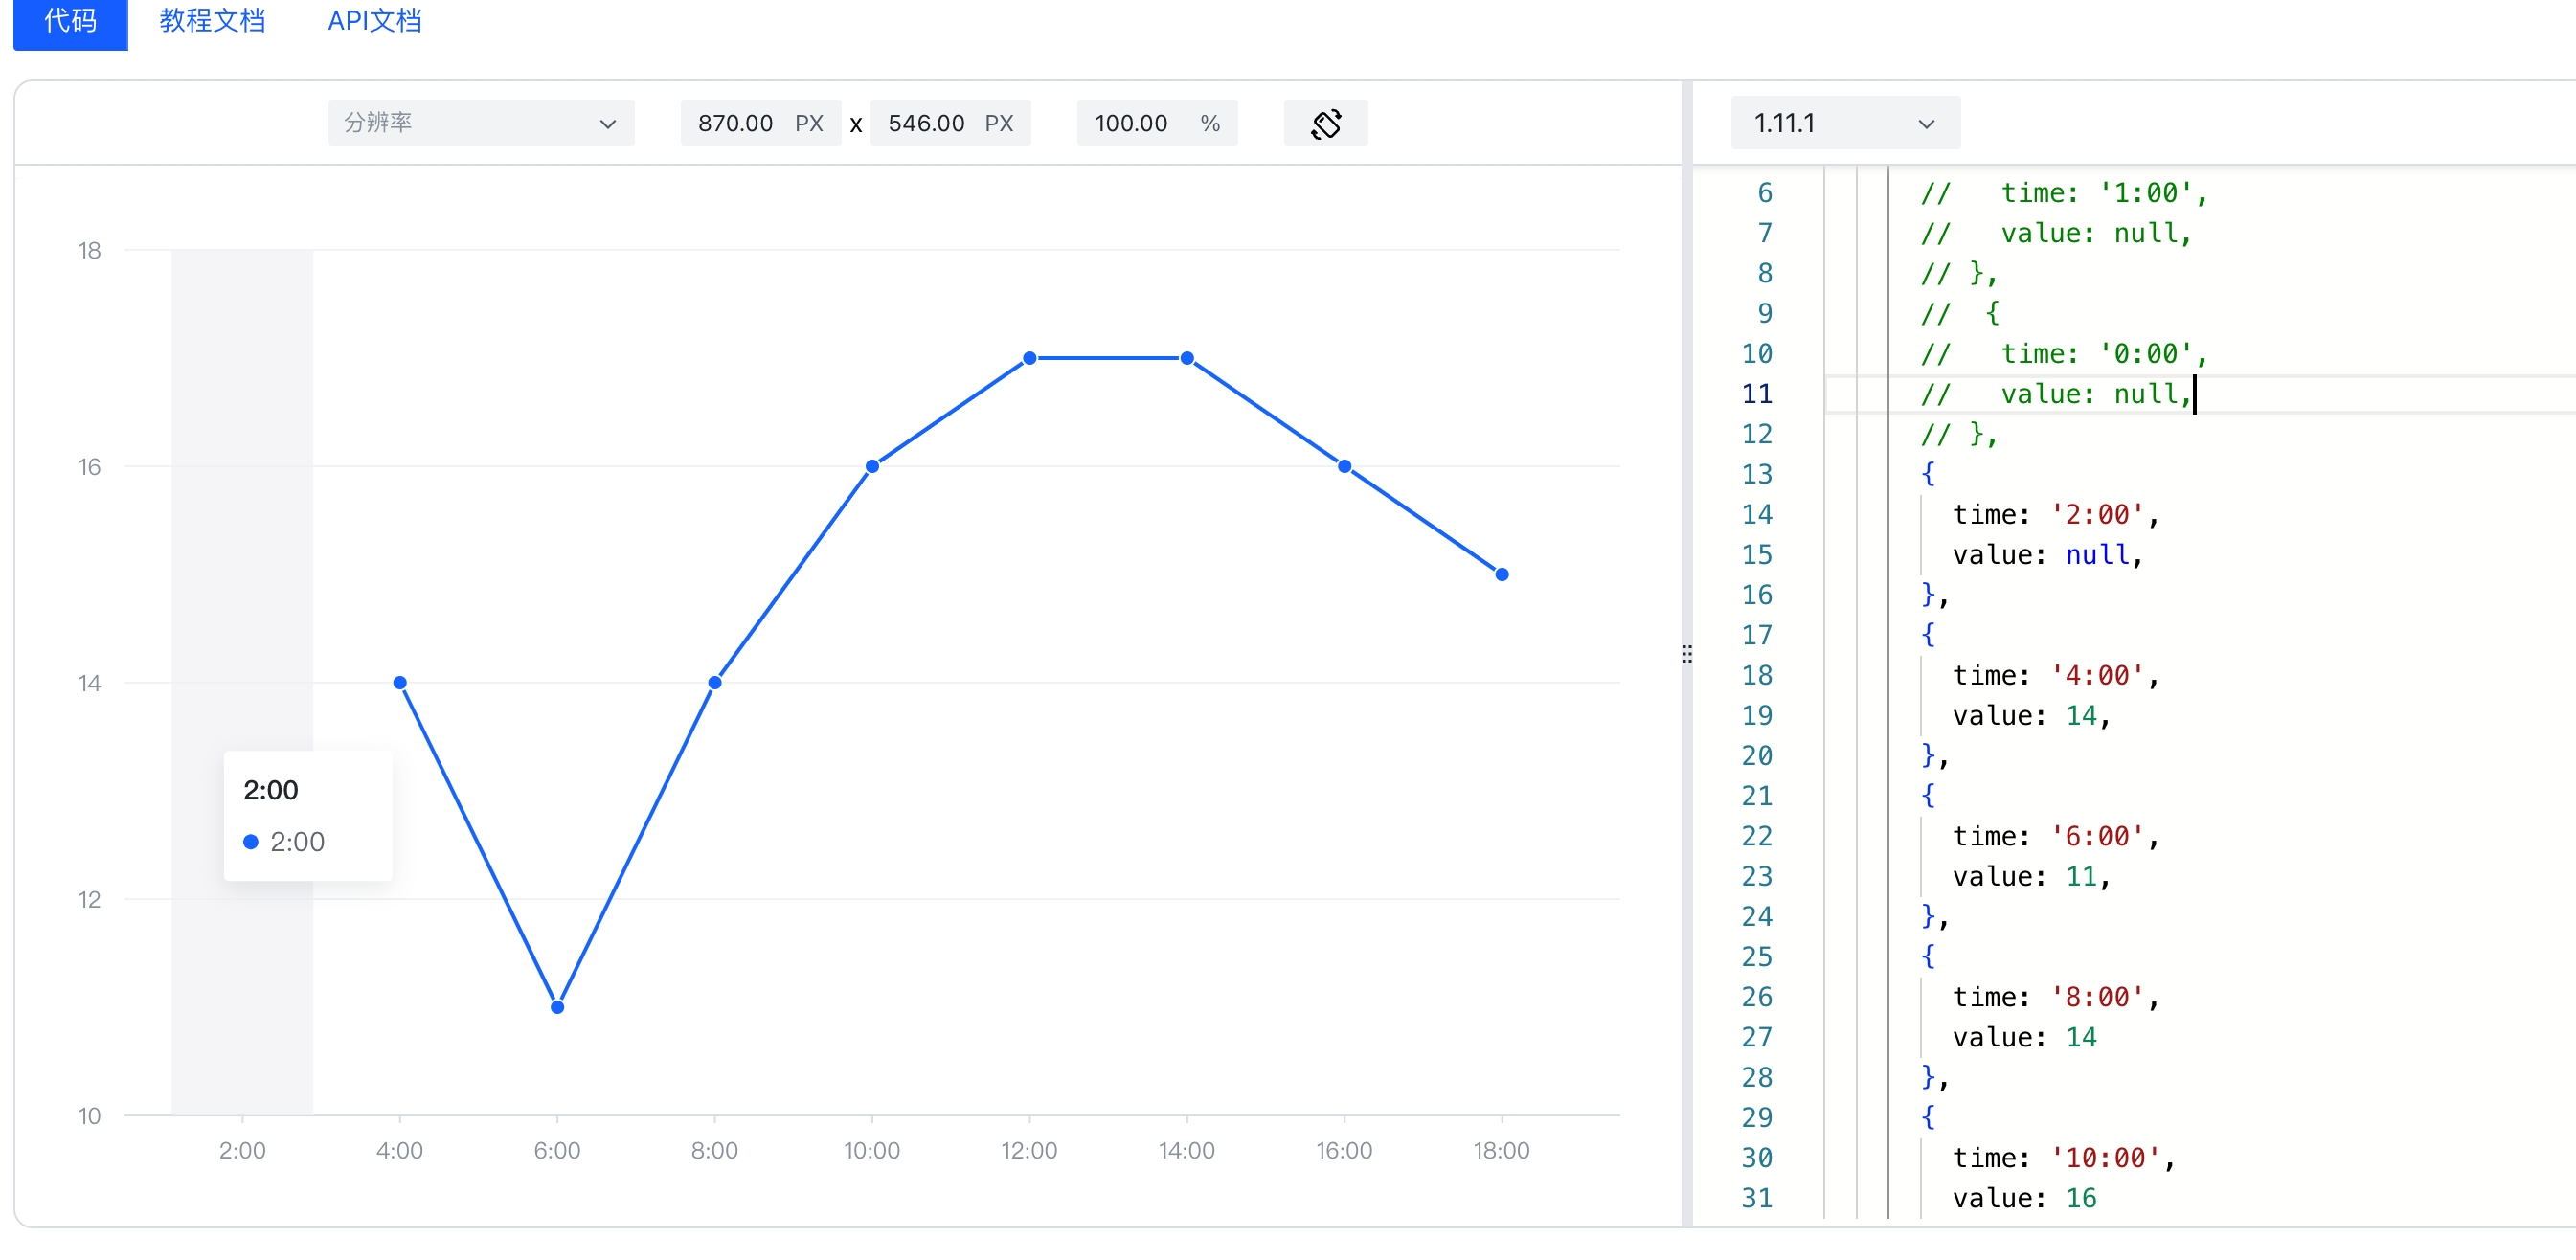 代码 教程文档 API文档
分辨率 870.00 PX x 546.00 PX 100.00 % 1.11.1
18
16
14
12
10
2:00 4:00 6:00 8:00 10:00 12:00 14:00 16:00 18:00
2:00
2:00
6 // time: '1:00',
7 // value: null,
8 // },
9 // {
10 // time: '0:00',
11 // value: null,
12 // },
13 {
14 time: '2:00',
15 value: null,
16 },
17 {
18 time: '4:00',
19 value: 14,
20 },
21 {
22 time: '6:00',
23 value: 11,
24 },
25 {
26 time: '8:00',
27 value: 14
28 },
29 {
30 time: '10:00',
31 value: 16